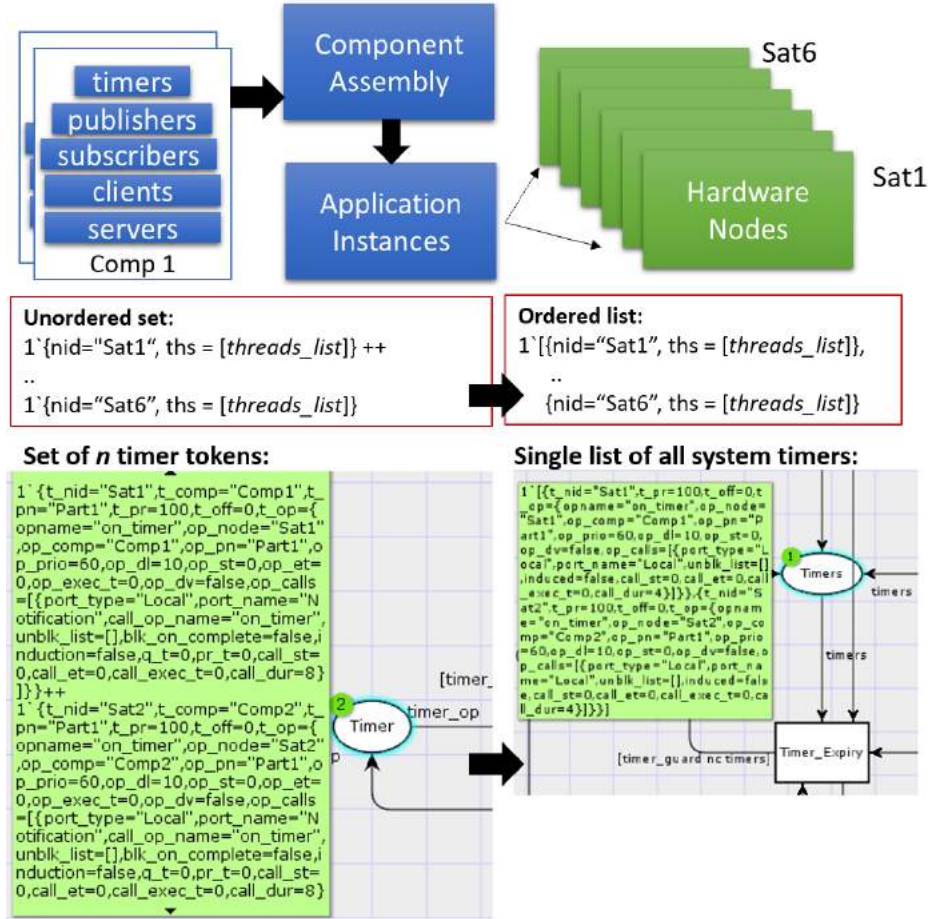 Component
Assembly
timers
publishers
subscribers
clients
servers
Comp 1
Application
Instances
Sat6
Sat1
Hardware
Nodes
Unordered set:
1`{nid="Sat1“, ths = [threads_list]} ++
..
1`{nid=“Sat6”, ths = [threads_list]}
Ordered list:
1`[{nid=“Sat1”, ths = [threads_list]},
..
{nid=“Sat6”, ths = [threads_list]}
Set of n timer tokens:
1`{t_nid="Sat1",t_comp="Comp1",t_
pn="Part1",t_pr=100,t_off=0,t_op={
opname="on_timer",op_node="Sat1"
,op_comp="Comp1",op_pn="Part1",o
p_prio=60,op_dl=10,op_st=0,op_et=
0,op_exec_t=0,op_dv=false,op_calls
=[{port_type="Local",port_name="N
otification",call_op_name="on_timer",
unblk_list=[],blk_on_complete=false,i
nduction=false,q_t=0,pr_t=0,call_st=
0,call_et=0,call_exec_t=0,call_dur=8}
]}}++
1`{t_nid="Sat2",t_comp="Comp2",t_
pn="Part1",t_pr=100,t_off=0,t_op={
opname="on_timer",op_node="Sat2"
,op_comp="Comp2",op_pn="Part1",o
p_prio=60,op_dl=10,op_st=0,op_et=
0,op_exec_t=0,op_dv=false,op_calls
=[{port_type="Local",port_name="N
otification",call_op_name="on_timer",
unblk_list=[],blk_on_complete=false,i
nduction=false,q_t=0,pr_t=0,call_st=
0,call_et=0,call_exec_t=0,call_dur=8}
2
Timer
[timer_
timer_op
p
Single list of all system timers:
1`[{t_nid="Sat1",t_pr=100,t_off=0,t
_op={opname="on_timer",op_node=
"Sat1",op_comp="Comp1",op_pn="P
art1",op_prio=60,op_dl=10,op_st=0,
op_dv=false,op_calls=[{port_type="L
ocal",port_name="Local",unblk_list=[]
,induced=false,call_st=0,call_et=0,call
_exec_t=0,call_dur=4}]}},{t_nid="S
at2",t_pr=100,t_off=0,t_op={opnam
e="on_timer",op_node="Sat2",op_co
mp="Comp2",op_pn="Part1",op_prio
=60,op_dl=10,op_st=0,op_dv=false,o
p_calls=[{port_type="Local",port_na
me="Local",unblk_list=[],induced=fals
e,call_st=0,call_et=0,call_exec_t=0,ca
ll_dur=4}]}}]
1
Timers
timers
timers
[timer_guard nc timers]
Timer_Expiry